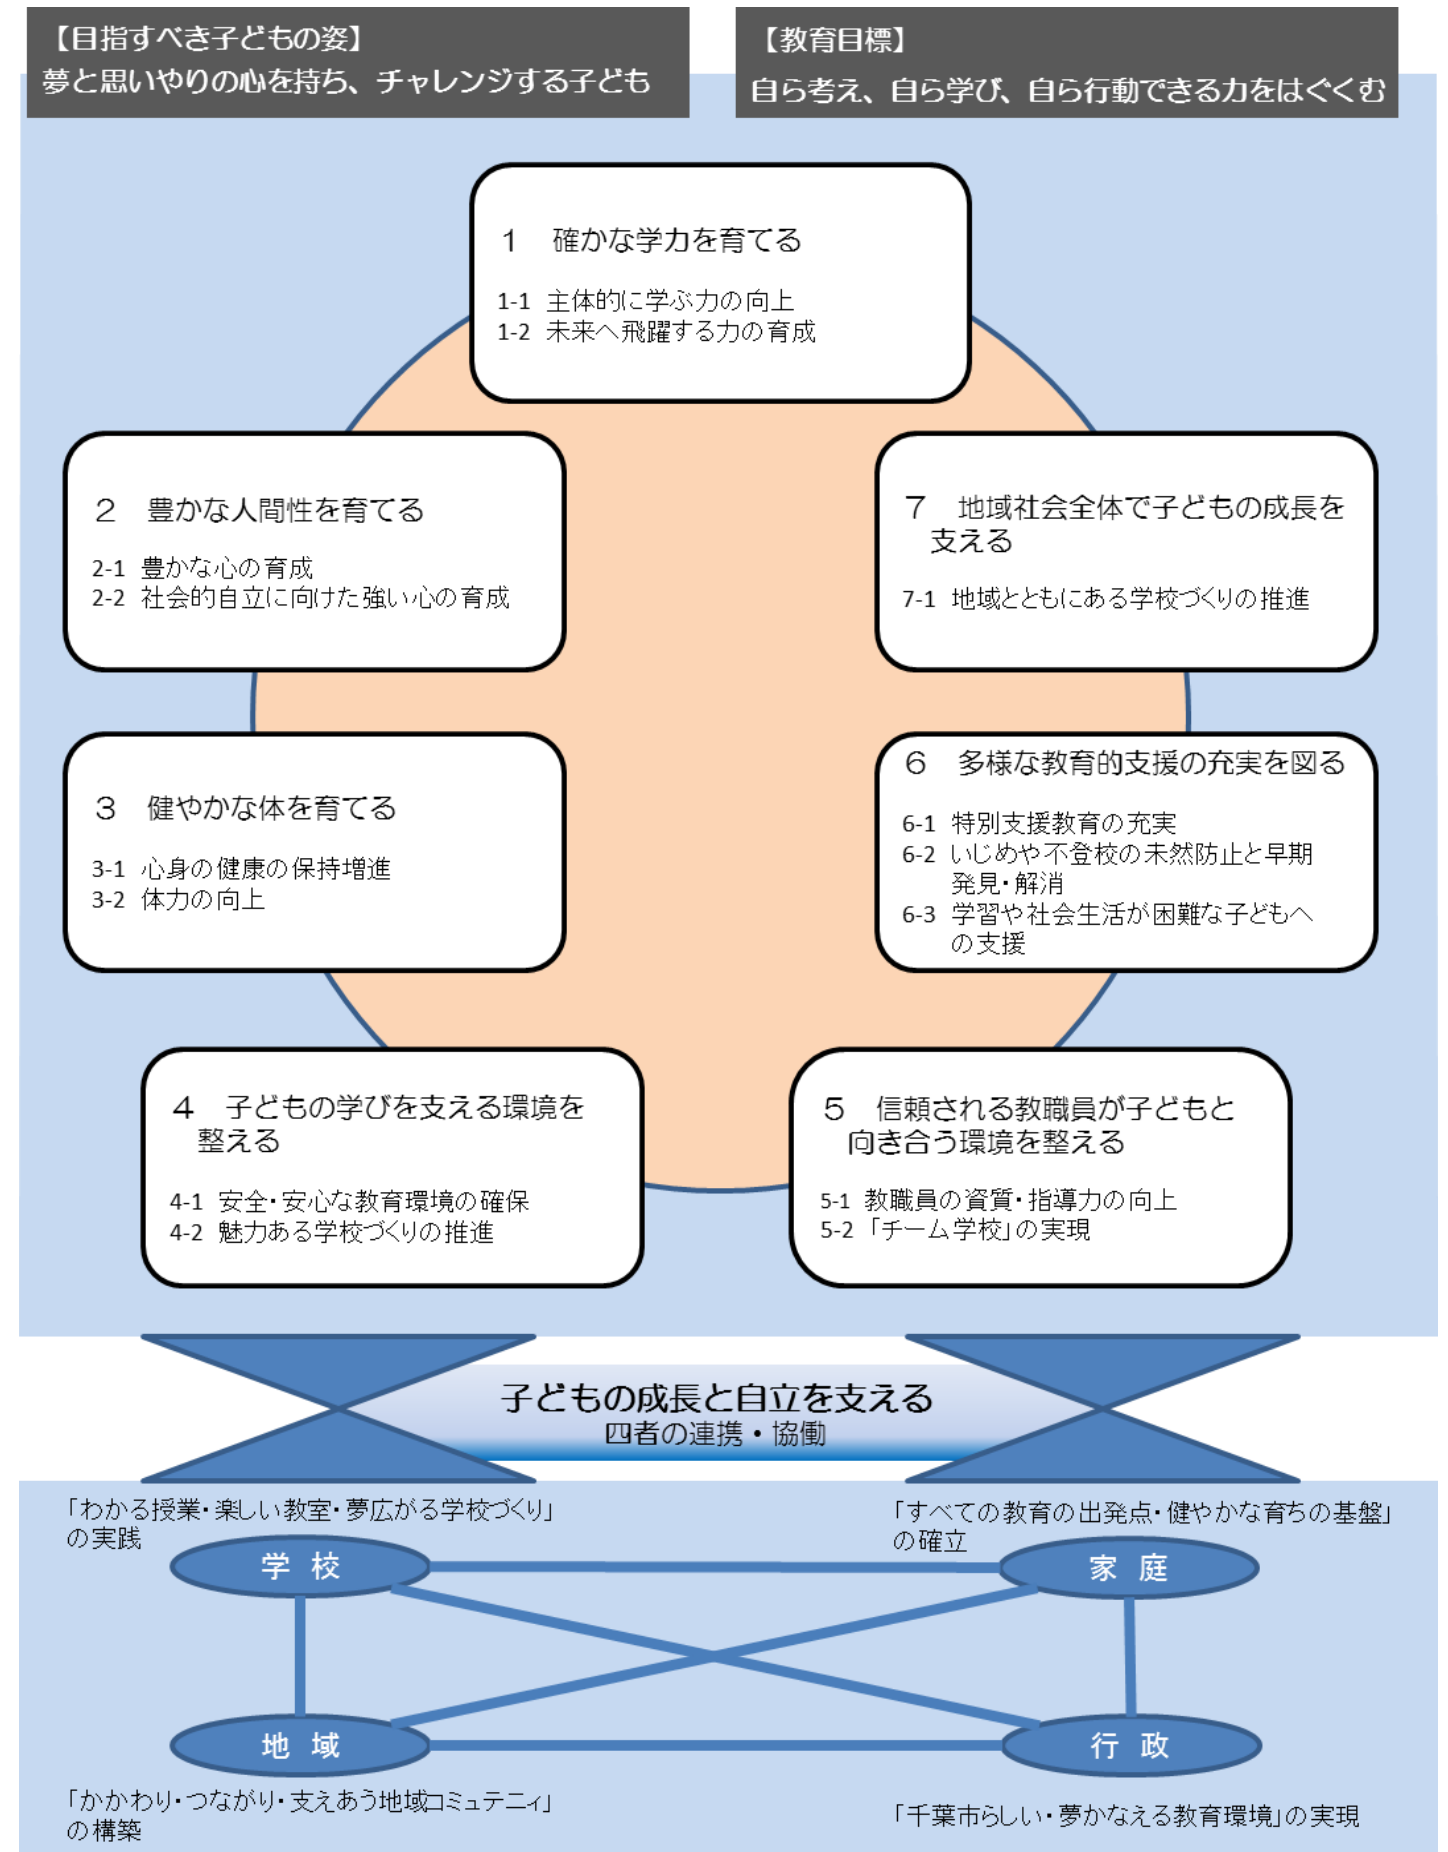 【目指すべき子どもの姿】
夢と思いやりの心を持ち、チャレンジする子ども
【教育目標】
自ら考え、自ら学び、自ら行動できる力をはぐくむ
1 確かな学力を育てる
1-1 主体的に学ぶ力の向上
1-2 未来へ飛躍する力の育成
2 豊かな人間性を育てる
2-1 豊かな心の育成
2-2 社会的自立に向けた強い心の育成
7 地域社会全体で子どもの成長を
支える
7-1 地域とともにある学校づくりの推進
3 健やかな体を育てる
3-1 心身の健康の保持増進
3-2 体力の向上
6 多様な教育的支援の充実を図る
6-1 特別支援教育の充実
6-2 いじめや不登校の未然防止と早期
発見・解消
6-3 学習や社会生活が困難な子どもへ
の支援
4 子どもの学びを支える環境を
整える
4-1 安全・安心な教育環境の確保
4-2 魅力ある学校づくりの推進
5 信頼される教職員が子どもと
向き合う環境を整える
5-1 教職員の資質・指導力の向上
5-2 「チーム学校」の実現
子どもの成長と自立を支える
四者の連携・協働
「わかる授業・楽しい教室・夢広がる学校づくり」
の実践
「すべての教育の出発点・健やかな育ちの基盤」
の確立
学 校
家 庭
地 域
行 政
「かかわり・つながり・支えあう地域コミュテニィ」
の構築
「千葉市らしい・夢かなえる教育環境」の実現